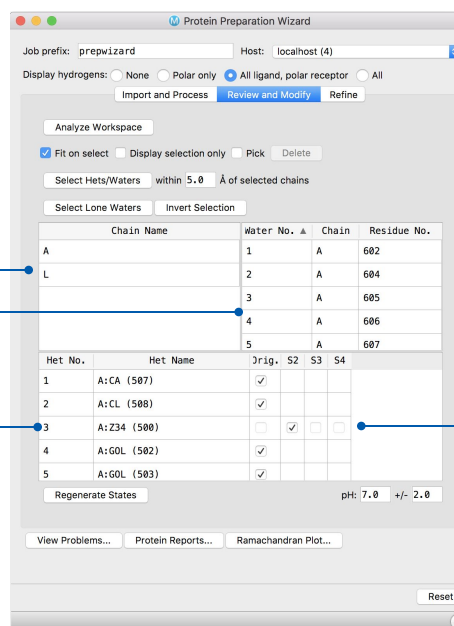 Protein Preparation Wizard
Job prefix: prepwizard Host: localhost (4)
Display hydrogens: None Polar only All ligand, polar receptor All
Import and Process Review and Modify Refine
Analyze Workspace
Fit on select Display selection only Pick Delete
Select Hets/Waters within 5.0 Å of selected chains
Select Lone Waters Invert Selection
Chain Name Water No. Chain Residue No.
A 1 A 602
L 2 A 604
3 A 605
4 A 606
5 A 607
Het No. Het Name Orig. S2 S3 S4
1 A:CA (507)
2 A:CL (508)
3 A:Z34 (500)
4 A:GOL (502)
5 A:GOL (503)
Regenerate States pH: 7.0 +/- 2.0
View Problems... Protein Reports... Ramachandran Plot...
Reset